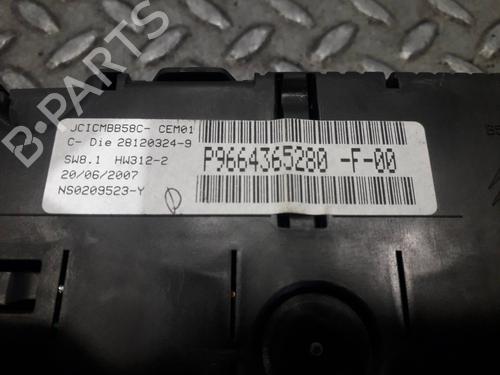 B-PARTS
JCICMBB58C- CEM01
C- Die 28120324-9
SW8.1 HW312-2
20/06/2007
NS0209523-Y
P9664365280 -F-00